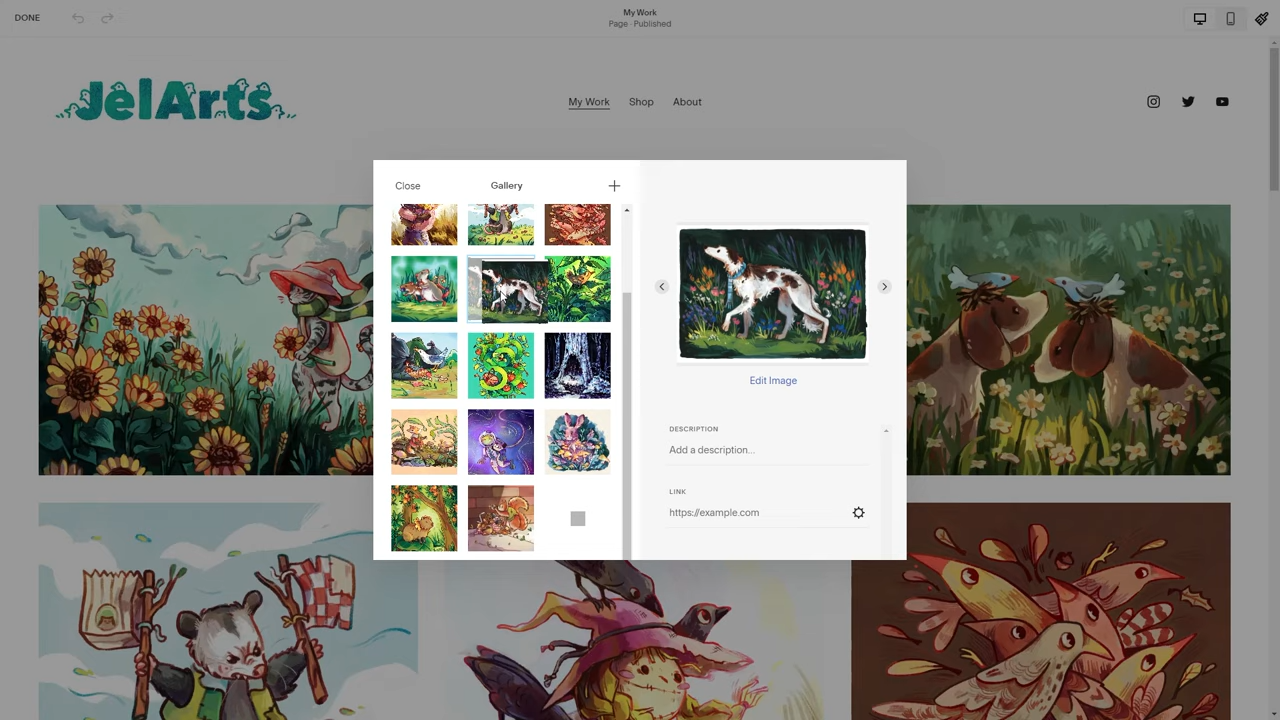 DONE
My Work
Page · Published
JelArts
My Work Shop About
Close Gallery
Edit Image
DESCRIPTION
Add a description...
LINK
https://example.com